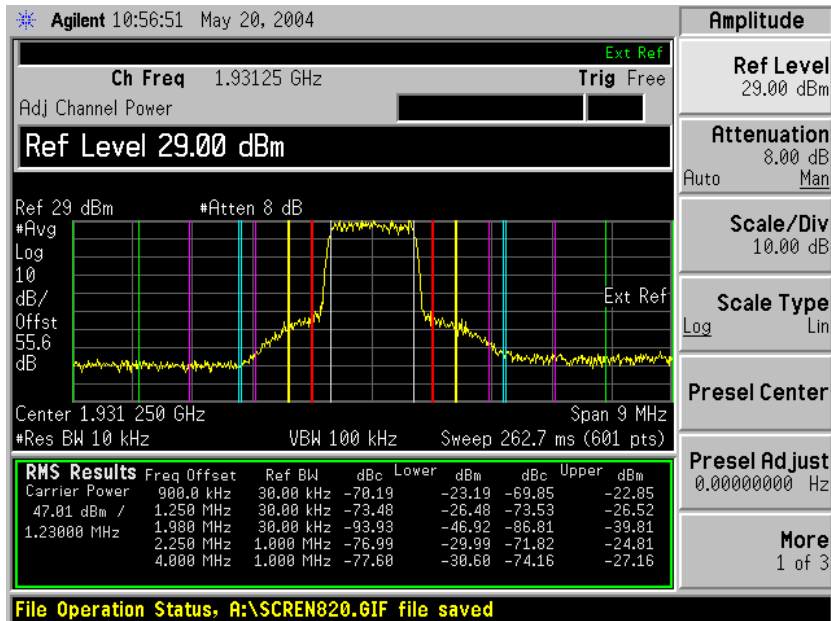 Agilent 10:56:51 May 20, 2004
Amplitude
Ext Ref
Ch Freq 1.93125 GHz Trig Free
Adj Channel Power
Ref Level 29.00 dBm
Ref 29 dBm #Atten 8 dB
#Avg
Log
10
dB/
Offst
55.6
dB
Ext Ref
Center 1.931 250 GHz Span 9 MHz
#Res BW 10 kHz VBW 100 kHz Sweep 262.7 ms (601 pts)
RMS Results Freq Offset Ref BW dBc Lower dBm dBc Upper dBm
Carrier Power 900.0 kHz 30.00 kHz -70.19 -23.19 -69.85 -22.85
47.01 dBm / 1.250 MHz 30.00 kHz -73.48 -26.48 -73.53 -26.52
1.23000 MHz 1.980 MHz 30.00 kHz -93.93 -46.92 -86.81 -39.81
2.250 MHz 1.000 MHz -76.99 -29.99 -71.82 -24.81
4.000 MHz 1.000 MHz -77.60 -30.60 -74.16 -27.16
File Operation Status, A:\SCREN820.GIF file saved
Ref Level
29.00 dBm
Attenuation
8.00 dB
Auto Man
Scale/Div
10.00 dB
Scale Type
Log Lin
Presel Center
Presel Adjust
0.00000000 Hz
More
1 of 3